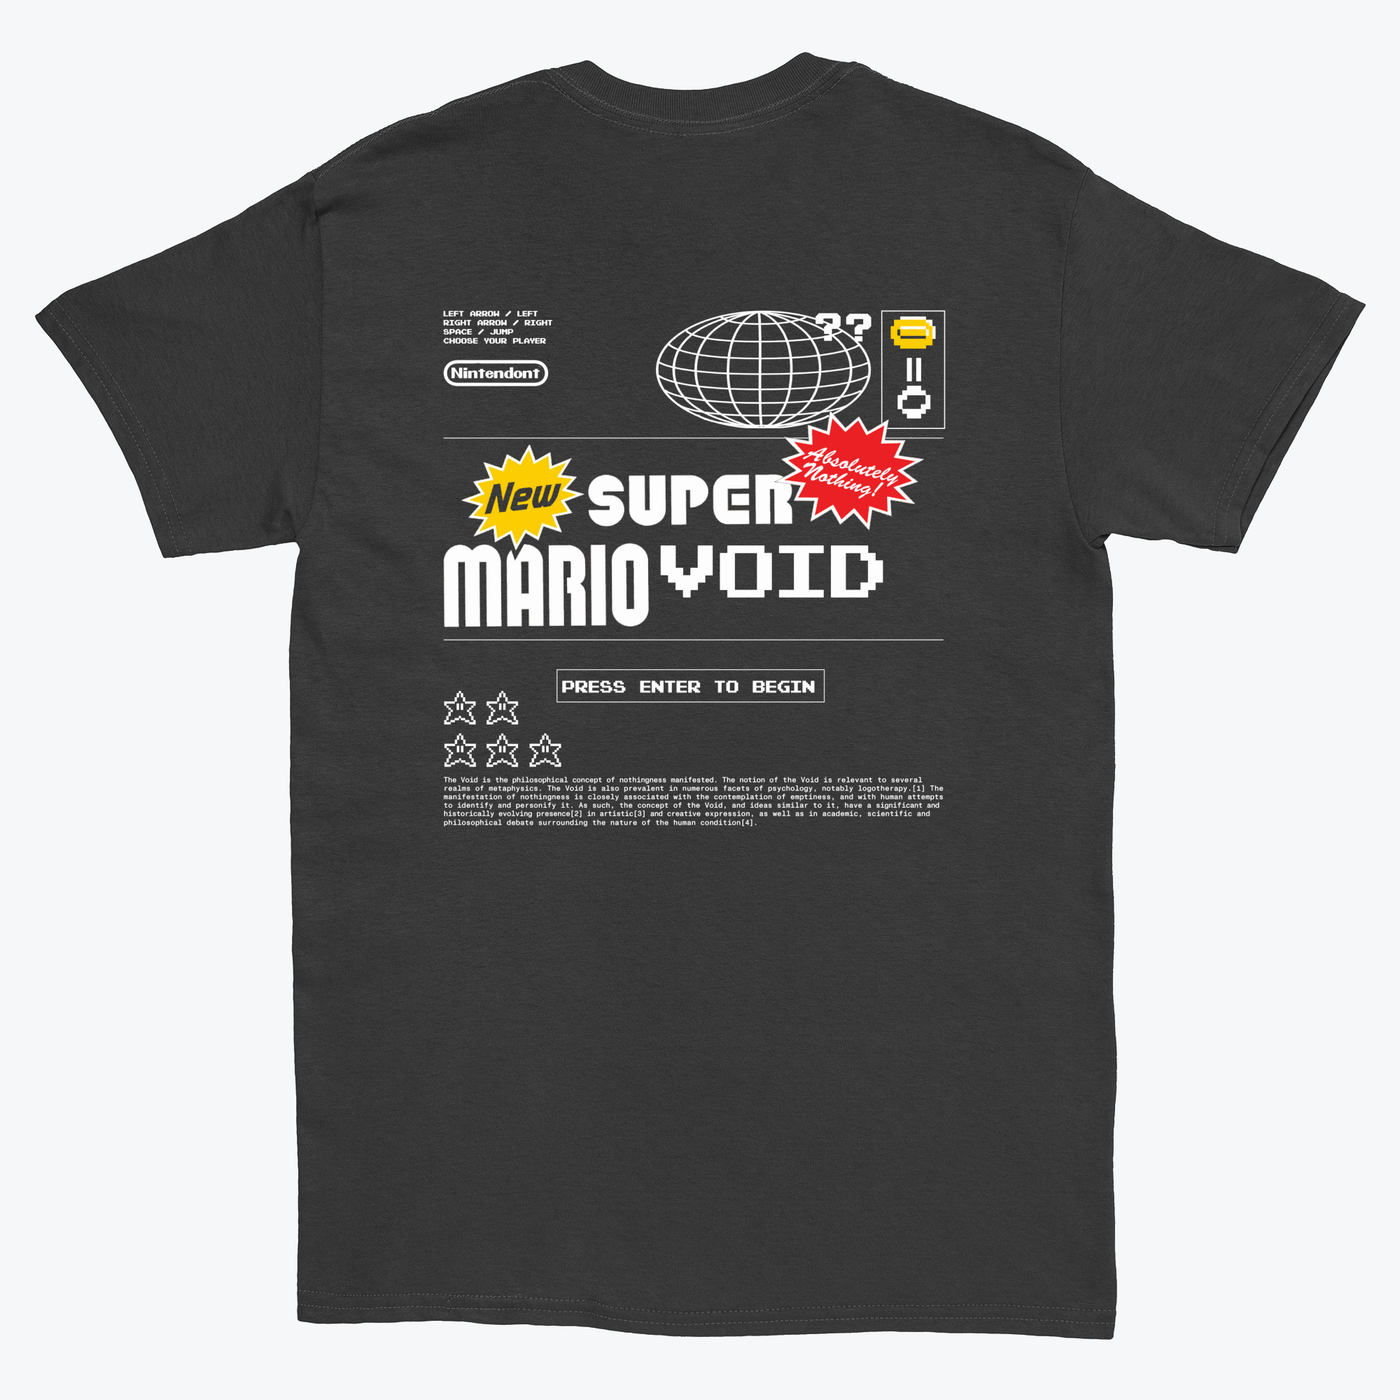 LEFT ARROW / LEFT
RIGHT ARROW / RIGHT
SPACE / JUMP
CHOOSE YOUR PLAYER
Nintendont
??
Absolutely
Nothing!
New
SUPER
MARIO VOID
PRESS ENTER TO BEGIN
The Void is the philosophical concept of nothingness manifested. The notion of the Void is relevant to several
realms of metaphysics. The Void is also prevalent in numerous facets of psychology, notably logotherapy.[1] The
manifestation of nothingness is closely associated with the contemplation of emptiness, and with human attempts
to identify and personify it. As such, the concept of the Void, and ideas similar to it, have a significant and
historically evolving presence[2] in artistic[3] and creative expression, as well as in academic, scientific and
philosophical debate surrounding the nature of the human condition[4].